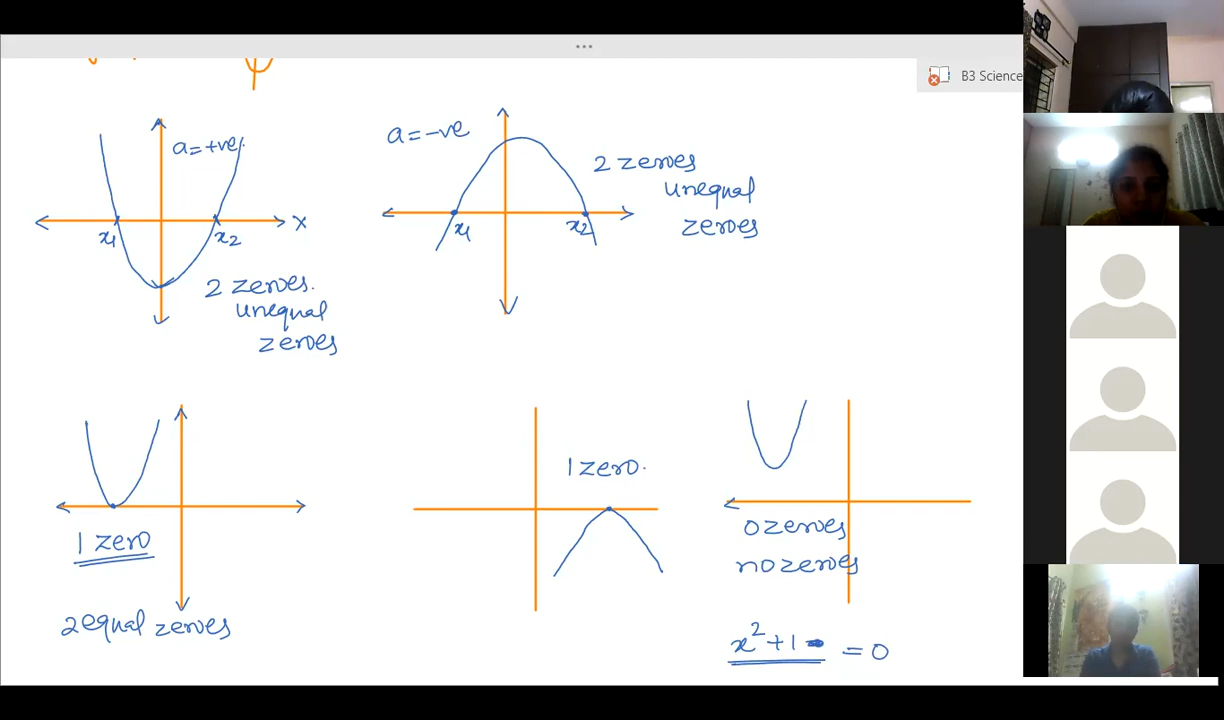 B3 Science
a=+ve.
x1
x2
X
2 zeroes.
unequal
zeroes
a=-ve
x1
x2
2 zeroes
unequal
zeroes
1 zero
2 equal zeroes
1 zero.
0 zeroes
no zeroes
x²+1 = 0